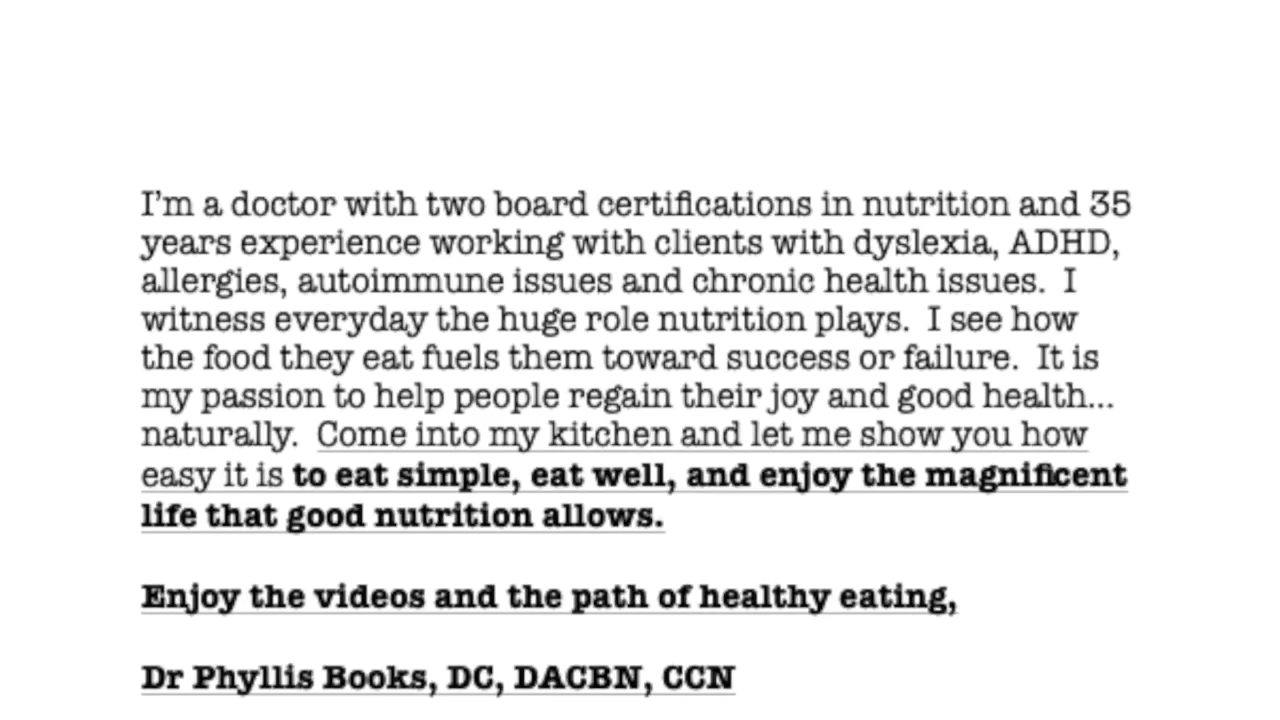 I’m a doctor with two board certifications in nutrition and 35
years experience working with clients with dyslexia, ADHD,
allergies, autoimmune issues and chronic health issues.  I
witness everyday the huge role nutrition plays.  I see how
the food they eat fuels them toward success or failure.  It is
my passion to help people regain their joy and good health...
naturally.  Come into my kitchen and let me show you how
easy it is to eat simple, eat well, and enjoy the magnificent
life that good nutrition allows.
Enjoy the videos and the path of healthy eating,
Dr Phyllis Books, DC, DACBN, CCN